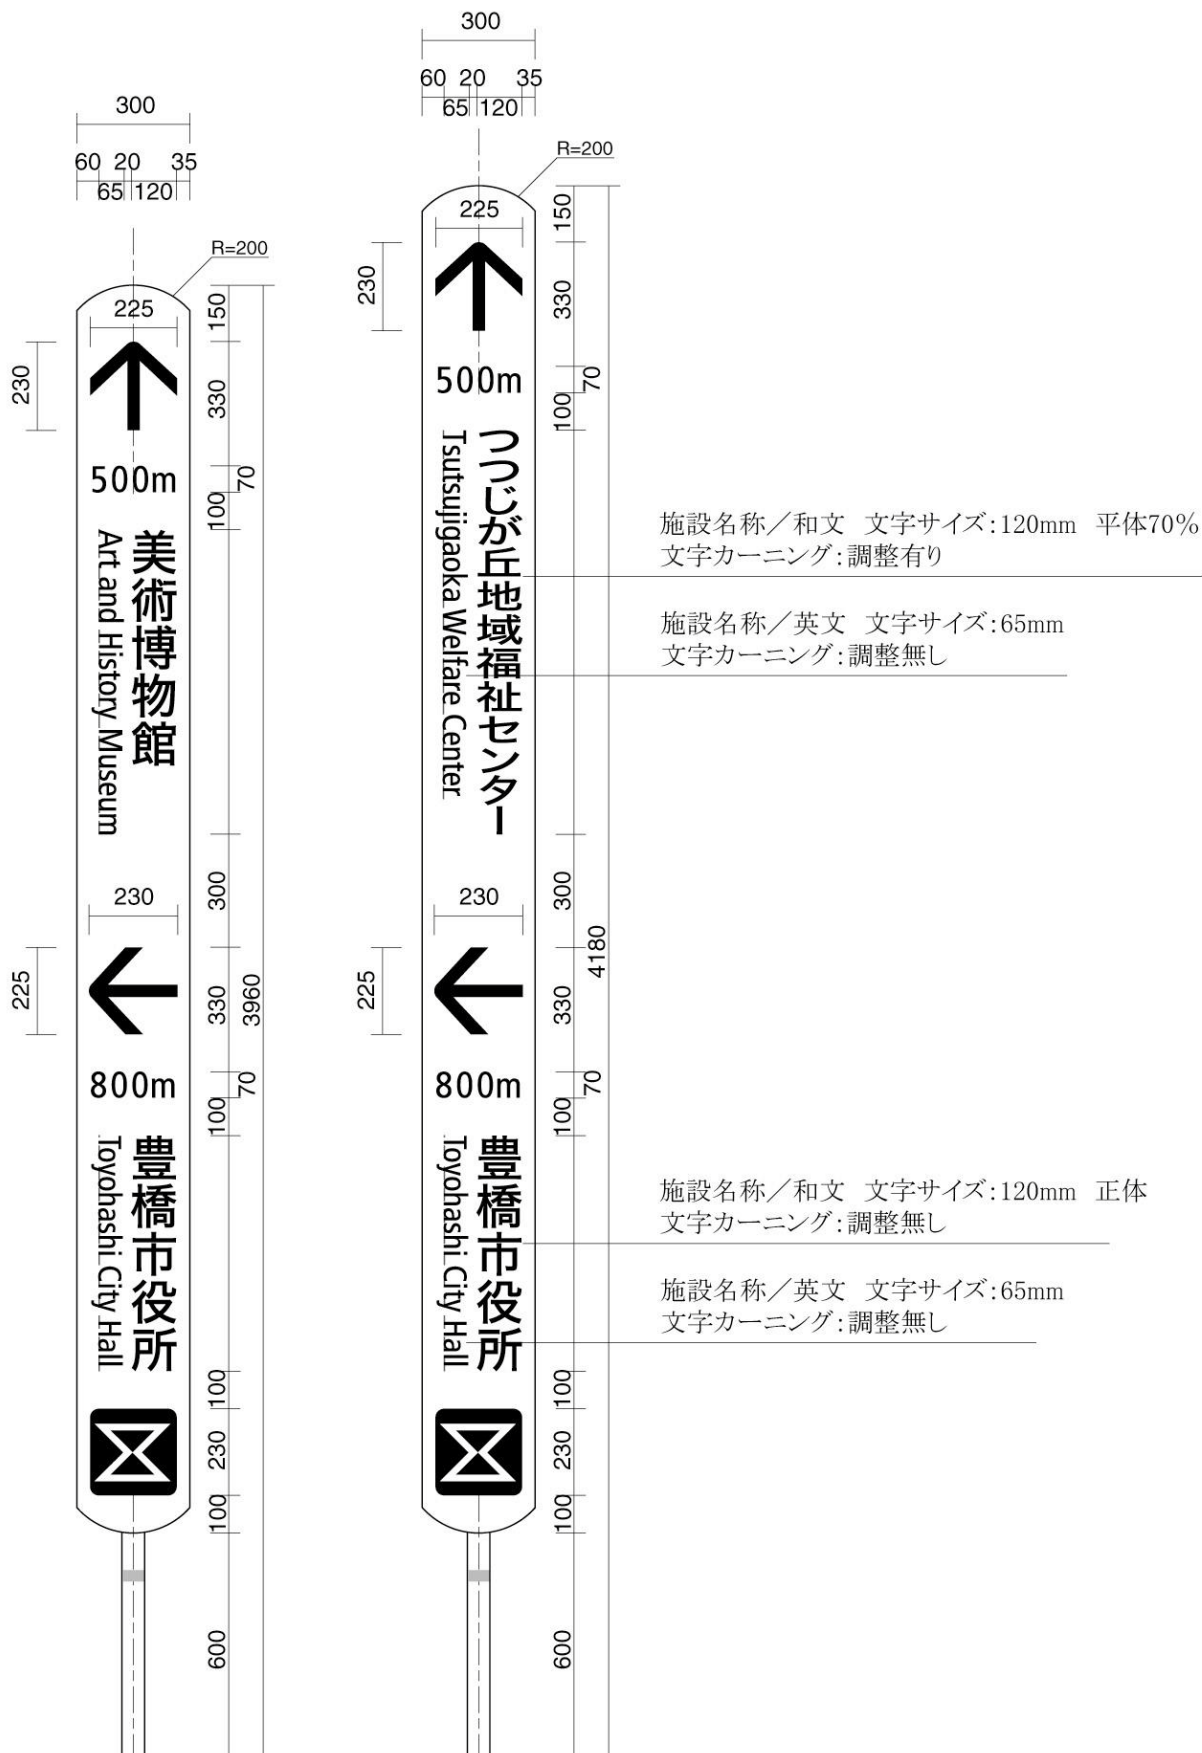 300
60 20 35
65 120
R=200
225
230
150
330
70
100
500m
美術博物館
Art and History Museum
300
230
225
330
3960
70
100
800m
豊橋市役所
Toyohashi City Hall
100
230
100
600
300
60 20 35
65 120
R=200
225
230
150
330
70
100
500m
つつじが丘地域福祉センター
Tsutsujigaoka Welfare Center
300
230
225
330
4180
70
100
800m
豊橋市役所
Toyohashi City Hall
100
230
100
600
施設名称／和文 文字サイズ:120mm 平体70%
文字カーニング:調整有り
施設名称／英文 文字サイズ:65mm
文字カーニング:調整無し
施設名称／和文 文字サイズ:120mm 正体
文字カーニング:調整無し
施設名称／英文 文字サイズ:65mm
文字カーニング:調整無し